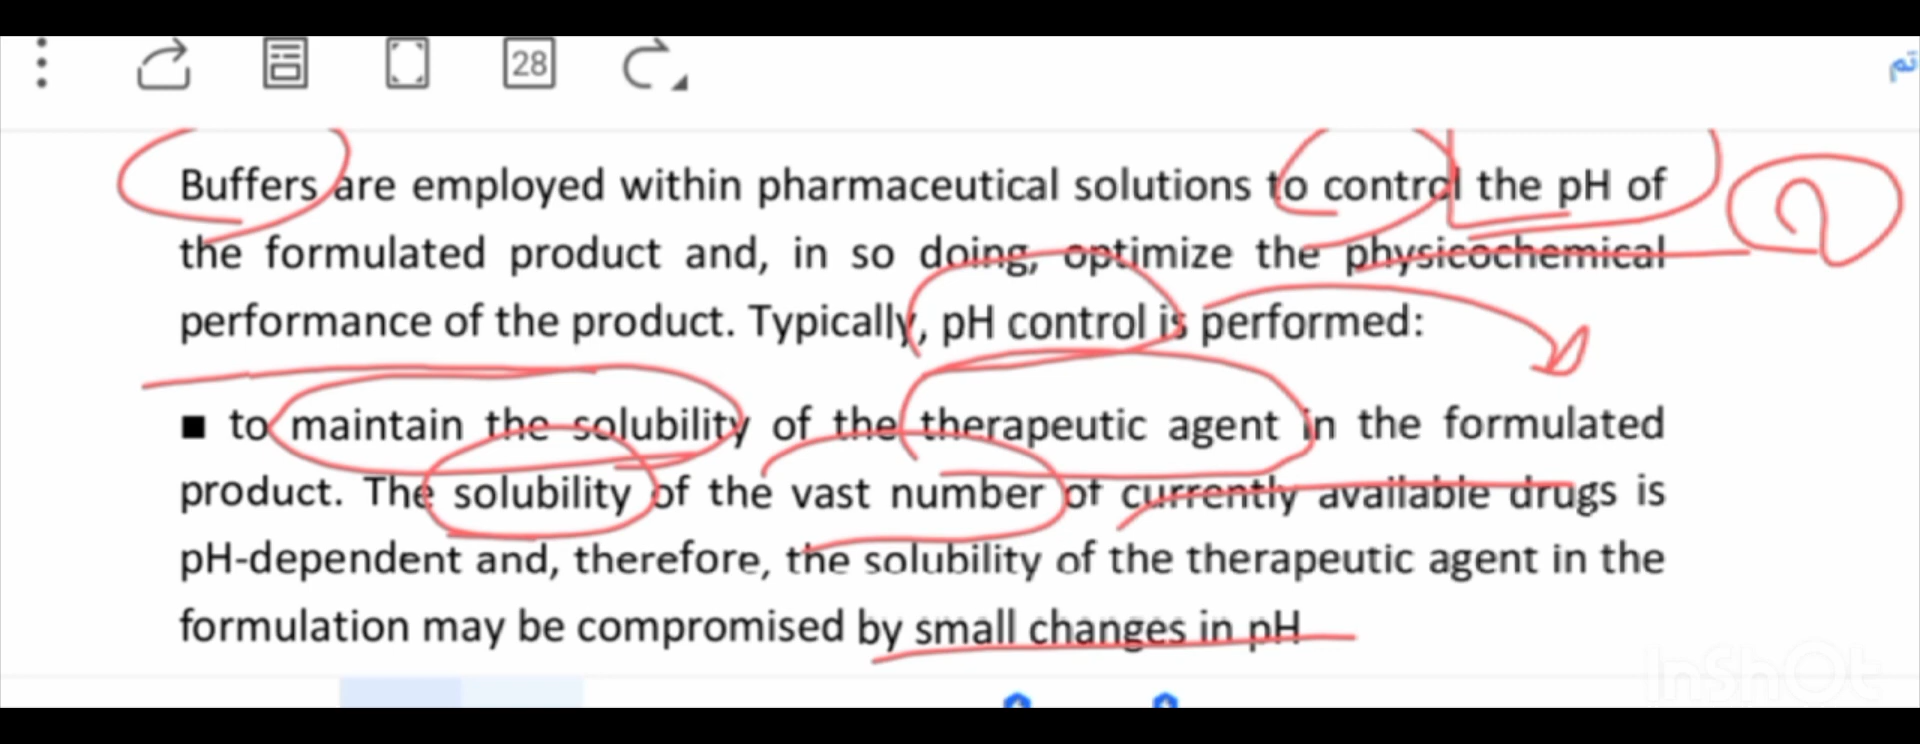 28
تم
Buffers are employed within pharmaceutical solutions to control the pH of
the formulated product and, in so doing, optimize the physicochemical
performance of the product. Typically, pH control is performed:
■ to maintain the solubility of the therapeutic agent in the formulated
product. The solubility of the vast number of currently available drugs is
pH-dependent and, therefore, the solubility of the therapeutic agent in the
formulation may be compromised by small changes in pH
InShOt